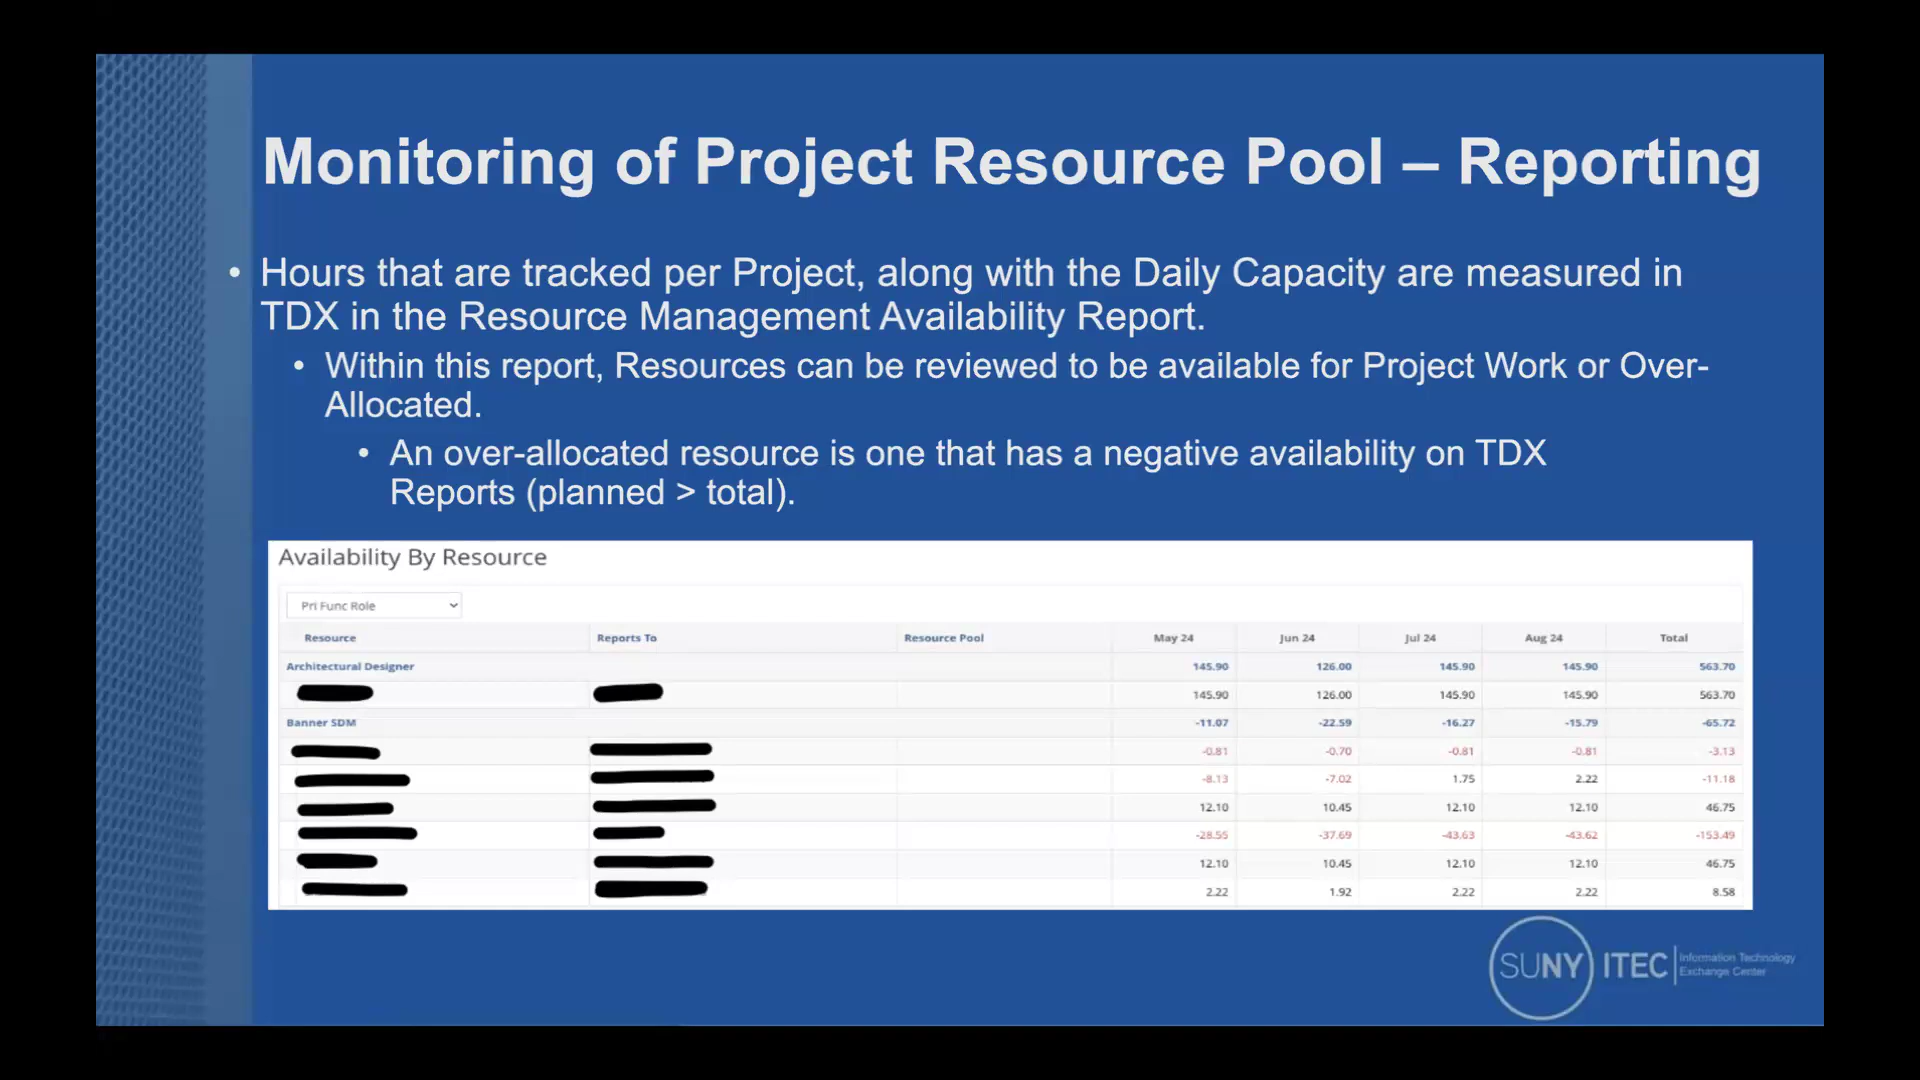 Monitoring of Project Resource Pool – Reporting
• Hours that are tracked per Project, along with the Daily Capacity are measured in
TDX in the Resource Management Availability Report.
• Within this report, Resources can be reviewed to be available for Project Work or Over-
Allocated.
• An over-allocated resource is one that has a negative availability on TDX
Reports (planned > total).
Availability By Resource
Pri Func Role
Resource Reports To Resource Pool May 24 Jun 24 Jul 24 Aug 24 Total
Architectural Designer 145.90 126.00 145.90 145.90 563.70
145.90 126.00 145.90 145.90 563.70
Banner SDM -11.07 -22.59 -16.27 -15.79 -65.72
-0.81 -0.70 -0.81 -0.81 -3.13
-8.13 -7.02 1.75 2.22 -11.18
12.10 10.45 12.10 12.10 46.75
-28.55 -37.69 -43.63 -43.62 -153.49
12.10 10.45 12.10 12.10 46.75
2.22 1.92 2.22 2.22 8.58
SUNY ITEC Information Technology
Exchange Center